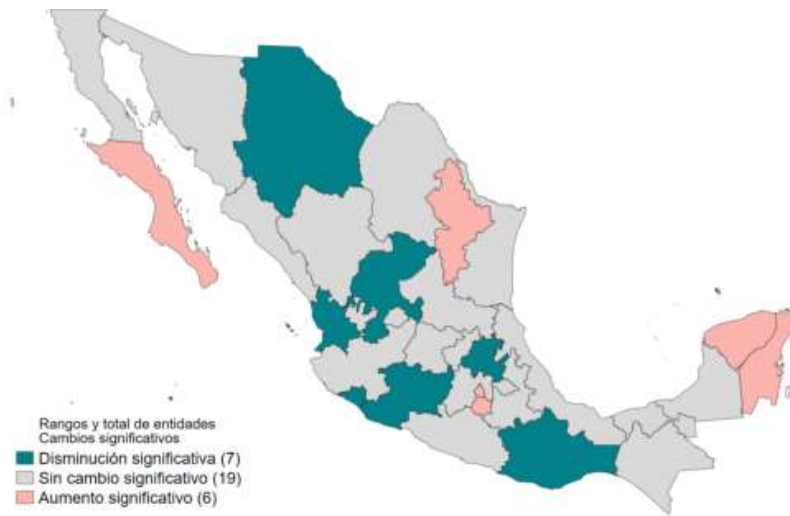 Rangos y total de entidades
Cambios significativos
Disminución significativa (7)
Sin cambio significativo (19)
Aumento significativo (6)